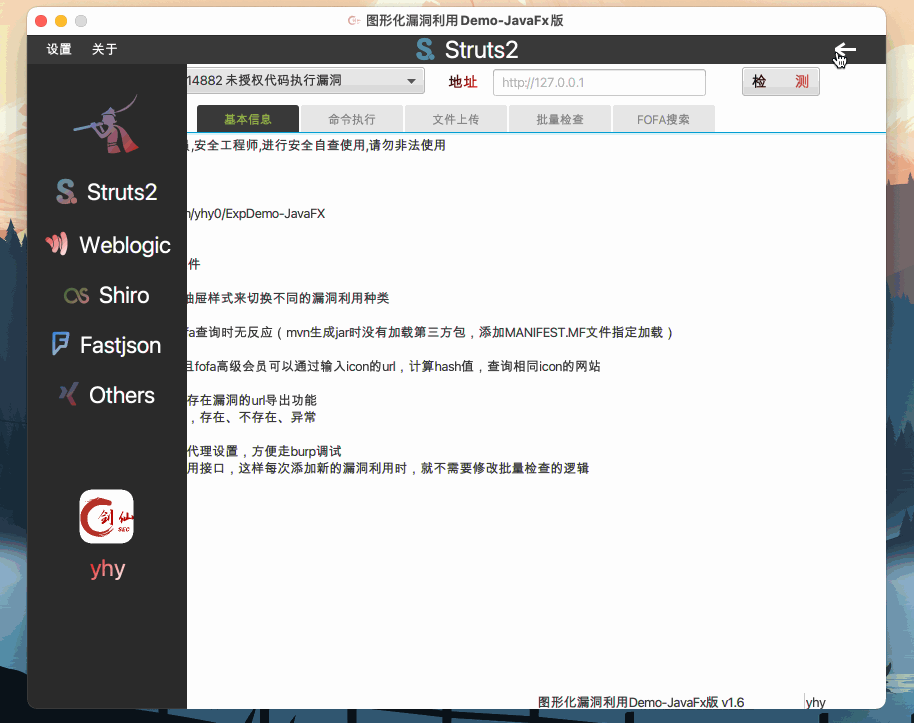 图形化漏洞利用Demo-JavaFx版
设置 关于
Struts2
14882 未授权代码执行漏洞
地址
http://127.0.0.1
检 测
基本信息 命令执行 文件上传 批量检查 FOFA搜索
Struts2
Weblogic
Shiro
Fastjson
Others
剑仙
SEC
yhy
,安全工程师,进行安全自查使用,请勿非法使用
/yhy0/ExpDemo-JavaFX
件
抽屉样式来切换不同的漏洞利用种类
fa查询时无反应（mvn生成jar时没有加载第三方包，添加MANIFEST.MF文件指定加载）
且fofa高级会员可以通过输入icon的url，计算hash值，查询相同icon的网站
存在漏洞的url导出功能
，存在、不存在、异常
代理设置，方便走burp调试
用接口，这样每次添加新的漏洞利用时，就不需要修改批量检查的逻辑
图形化漏洞利用Demo-JavaFx版 v1.6
yhy